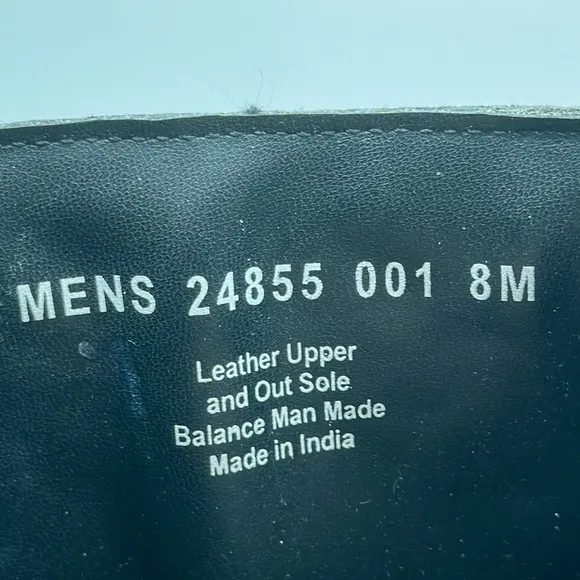 MENS 24855 001 8M
Leather Upper
and Out Sole
Balance Man Made
Made in India